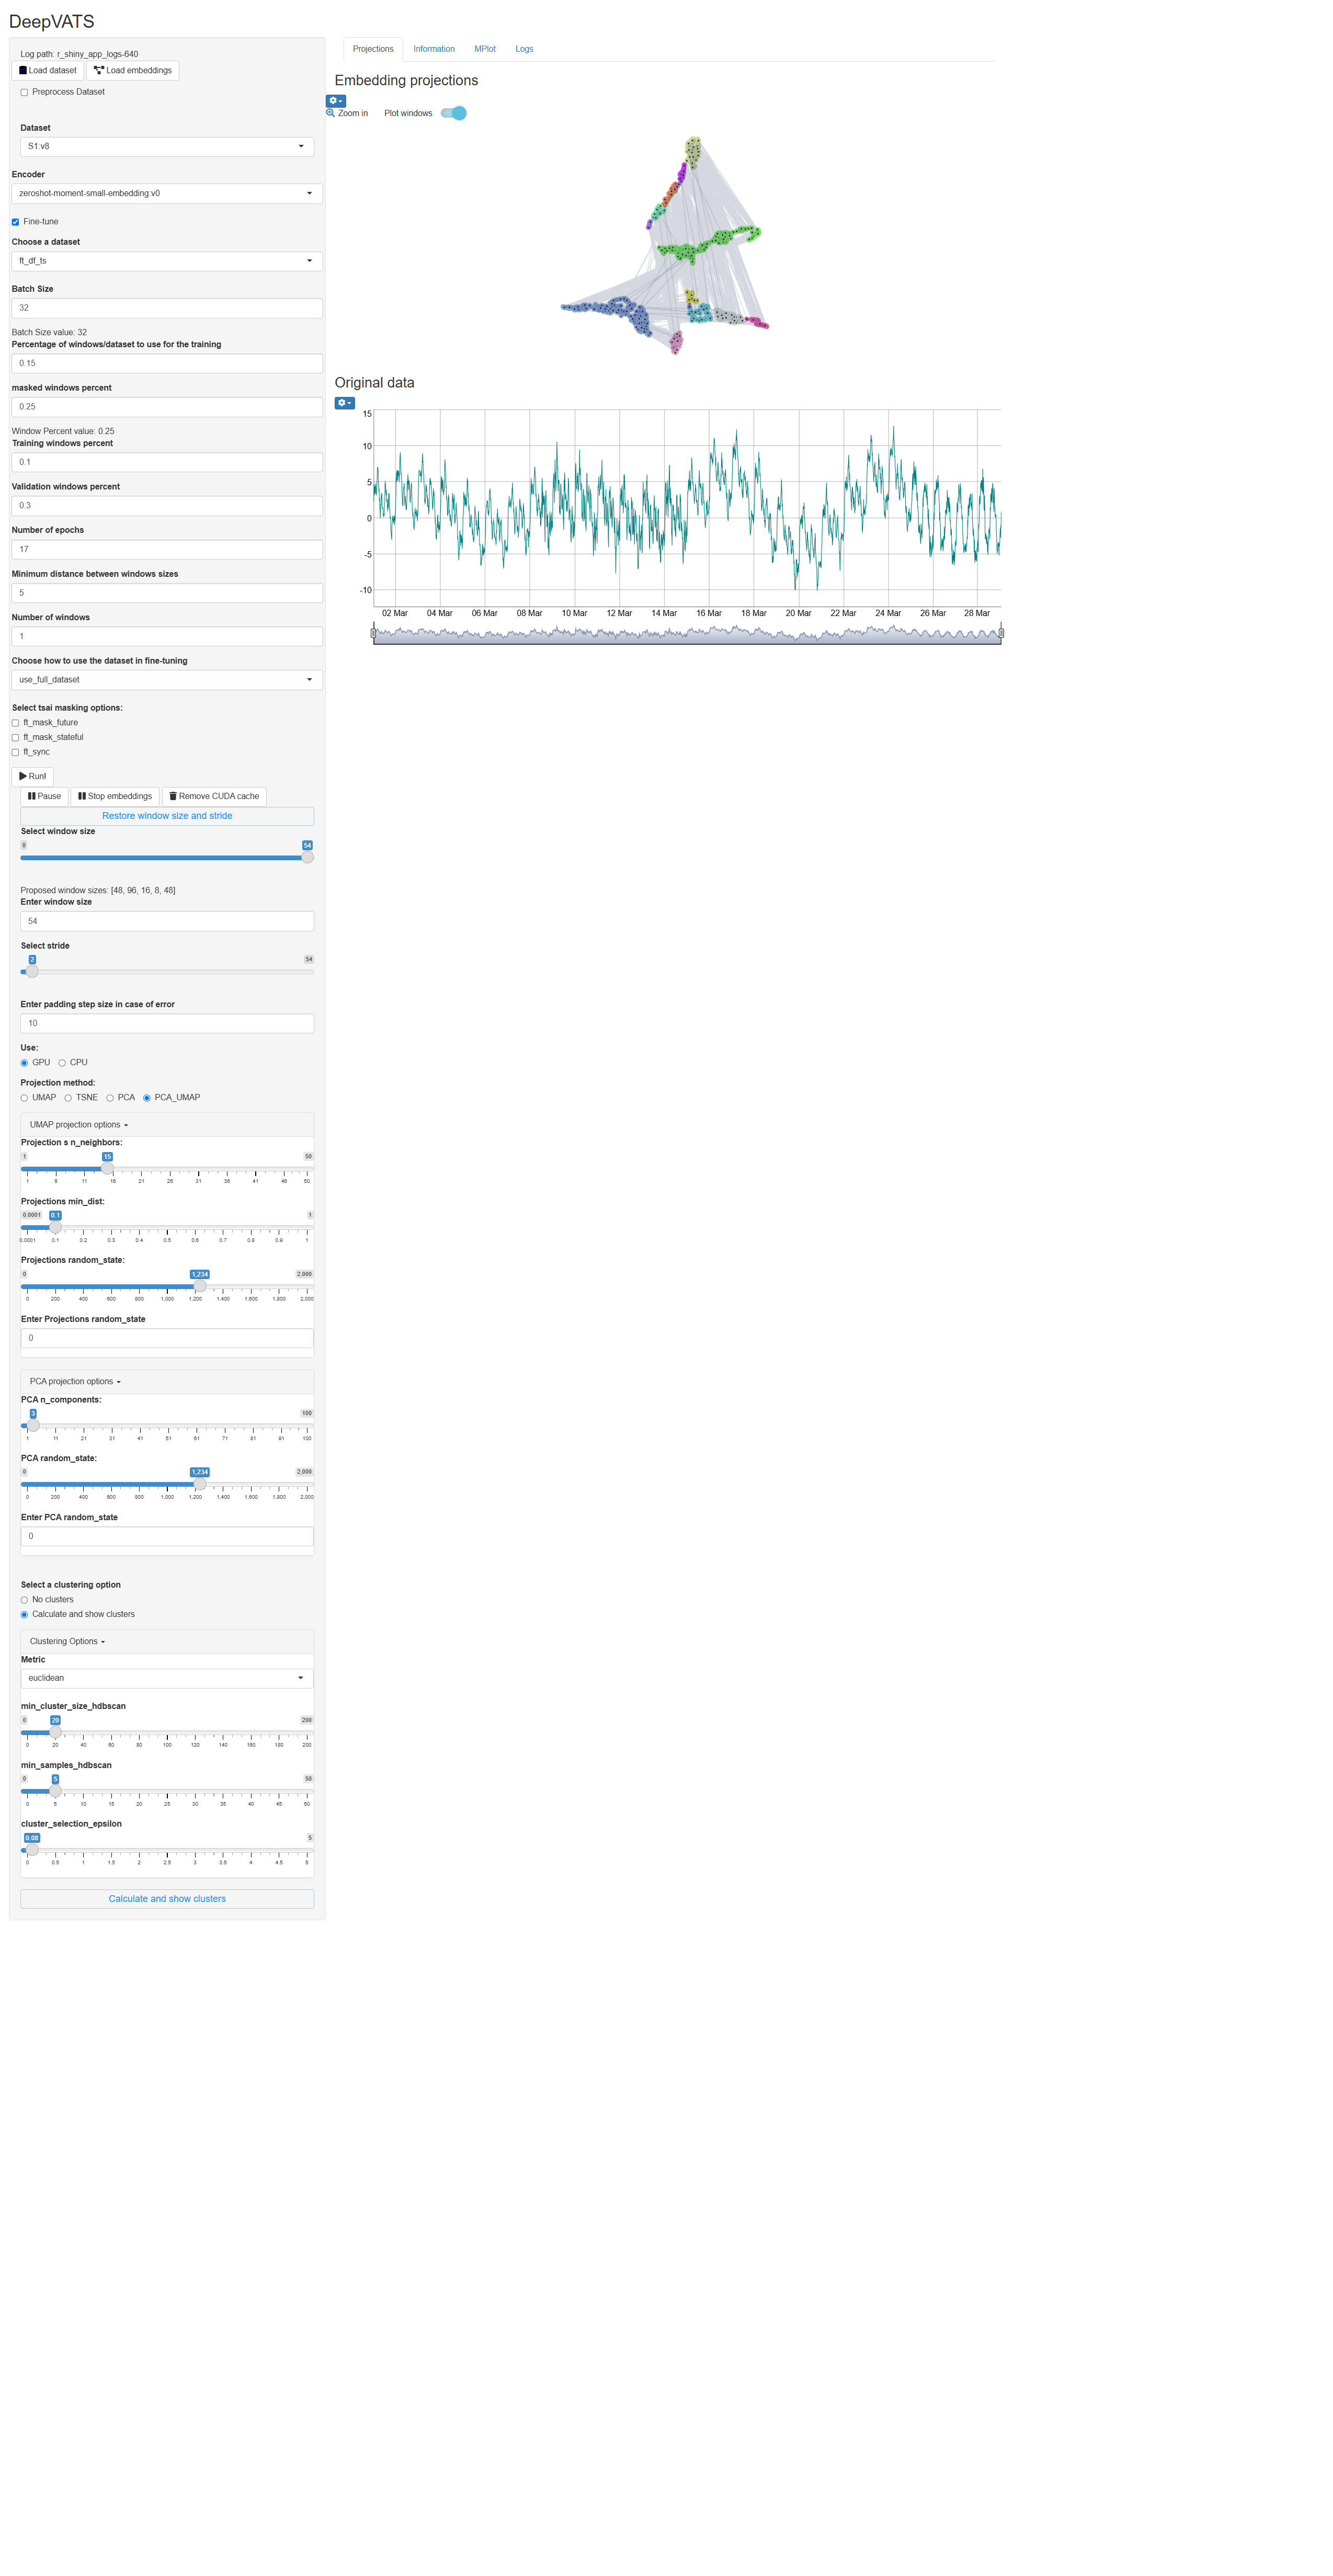 DeepVATS
Log path: r_shiny_app_logs-640
Load dataset Load embeddings
Preprocess Dataset
Dataset
S1:v8
Encoder
zeroshot-moment-small-embedding:v0
Fine-tune
Choose a dataset
ft_df_ts
Batch Size
32
Batch Size value: 32
Percentage of windows/dataset to use for the training
0.15
masked windows percent
0.25
Window Percent value: 0.25
Training windows percent
0.1
Validation windows percent
0.3
Number of epochs
17
Minimum distance between windows sizes
5
Number of windows
1
Choose how to use the dataset in fine-tuning
use_full_dataset
Select tsai masking options:
ft_mask_future
ft_mask_stateful
ft_sync
Run!
Pause Stop embeddings Remove CUDA cache
Restore window size and stride
Select window size
0 54
Proposed window sizes: [48, 96, 16, 8, 48]
Enter window size
54
Select stride
2 54
Enter padding step size in case of error
10
Use:
GPU CPU
Projection method:
UMAP TSNE PCA PCA_UMAP
UMAP projection options
Projection s n_neighbors:
1 15 50
1 6 11 16 21 26 31 36 41 46 50
Projections min_dist:
0.0001 0.1 1
0.0001 0.1 0.2 0.3 0.4 0.5 0.6 0.7 0.8 0.9 1
Projections random_state:
0 1,234 2,000
0 200 400 600 800 1,000 1,200 1,400 1,600 1,800 2,000
Enter Projections random_state
0
PCA projection options
PCA n_components:
3 100
1 11 21 31 41 51 61 71 81 91 100
PCA random_state:
0 1,234 2,000
0 200 400 600 800 1,000 1,200 1,400 1,600 1,800 2,000
Enter PCA random_state
0
Select a clustering option
No clusters
Calculate and show clusters
Clustering Options
Metric
euclidean
min_cluster_size_hdbscan
0 20 200
0 20 40 60 80 100 120 140 160 180 200
min_samples_hdbscan
0 5 50
0 5 10 15 20 25 30 35 40 45 50
cluster_selection_epsilon
0.08 5
0 0.5 1 1.5 2 2.5 3 3.5 4 4.5 5
Calculate and show clusters
Projections Information MPlot Logs
Embedding projections
Zoom in Plot windows
Original data
15
10
5
0
-5
-10
02 Mar 04 Mar 06 Mar 08 Mar 10 Mar 12 Mar 14 Mar 16 Mar 18 Mar 20 Mar 22 Mar 24 Mar 26 Mar 28 Mar